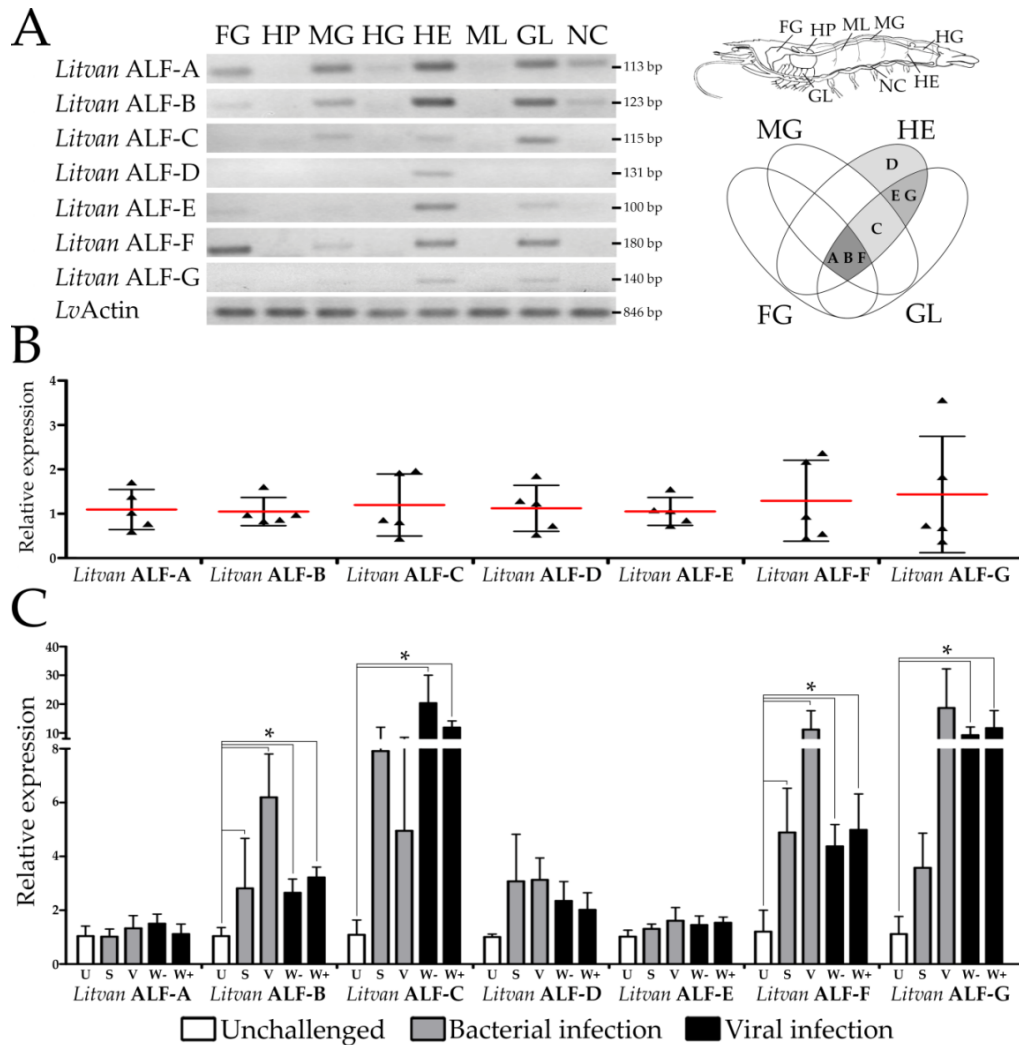 A
FG HP MG HG HE ML GL NC
Litvan ALF-A 113 bp
Litvan ALF-B 123 bp
Litvan ALF-C 115 bp
Litvan ALF-D 131 bp
Litvan ALF-E 100 bp
Litvan ALF-F 180 bp
Litvan ALF-G 140 bp
LvActin 846 bp
FG HP ML MG HG
GL NC HE
MG HE
D
E G
C
A B F
FG GL
B
Relative expression
4
3
2
1
0
Litvan ALF-A Litvan ALF-B Litvan ALF-C Litvan ALF-D Litvan ALF-E Litvan ALF-F Litvan ALF-G
C
Relative expression
40
30
20
10
8
6
4
2
0
* * * *
U S V W- W+ U S V W- W+ U S V W- W+ U S V W- W+ U S V W- W+ U S V W- W+ U S V W- W+
Litvan ALF-A Litvan ALF-B Litvan ALF-C Litvan ALF-D Litvan ALF-E Litvan ALF-F Litvan ALF-G
Unchallenged Bacterial infection Viral infection